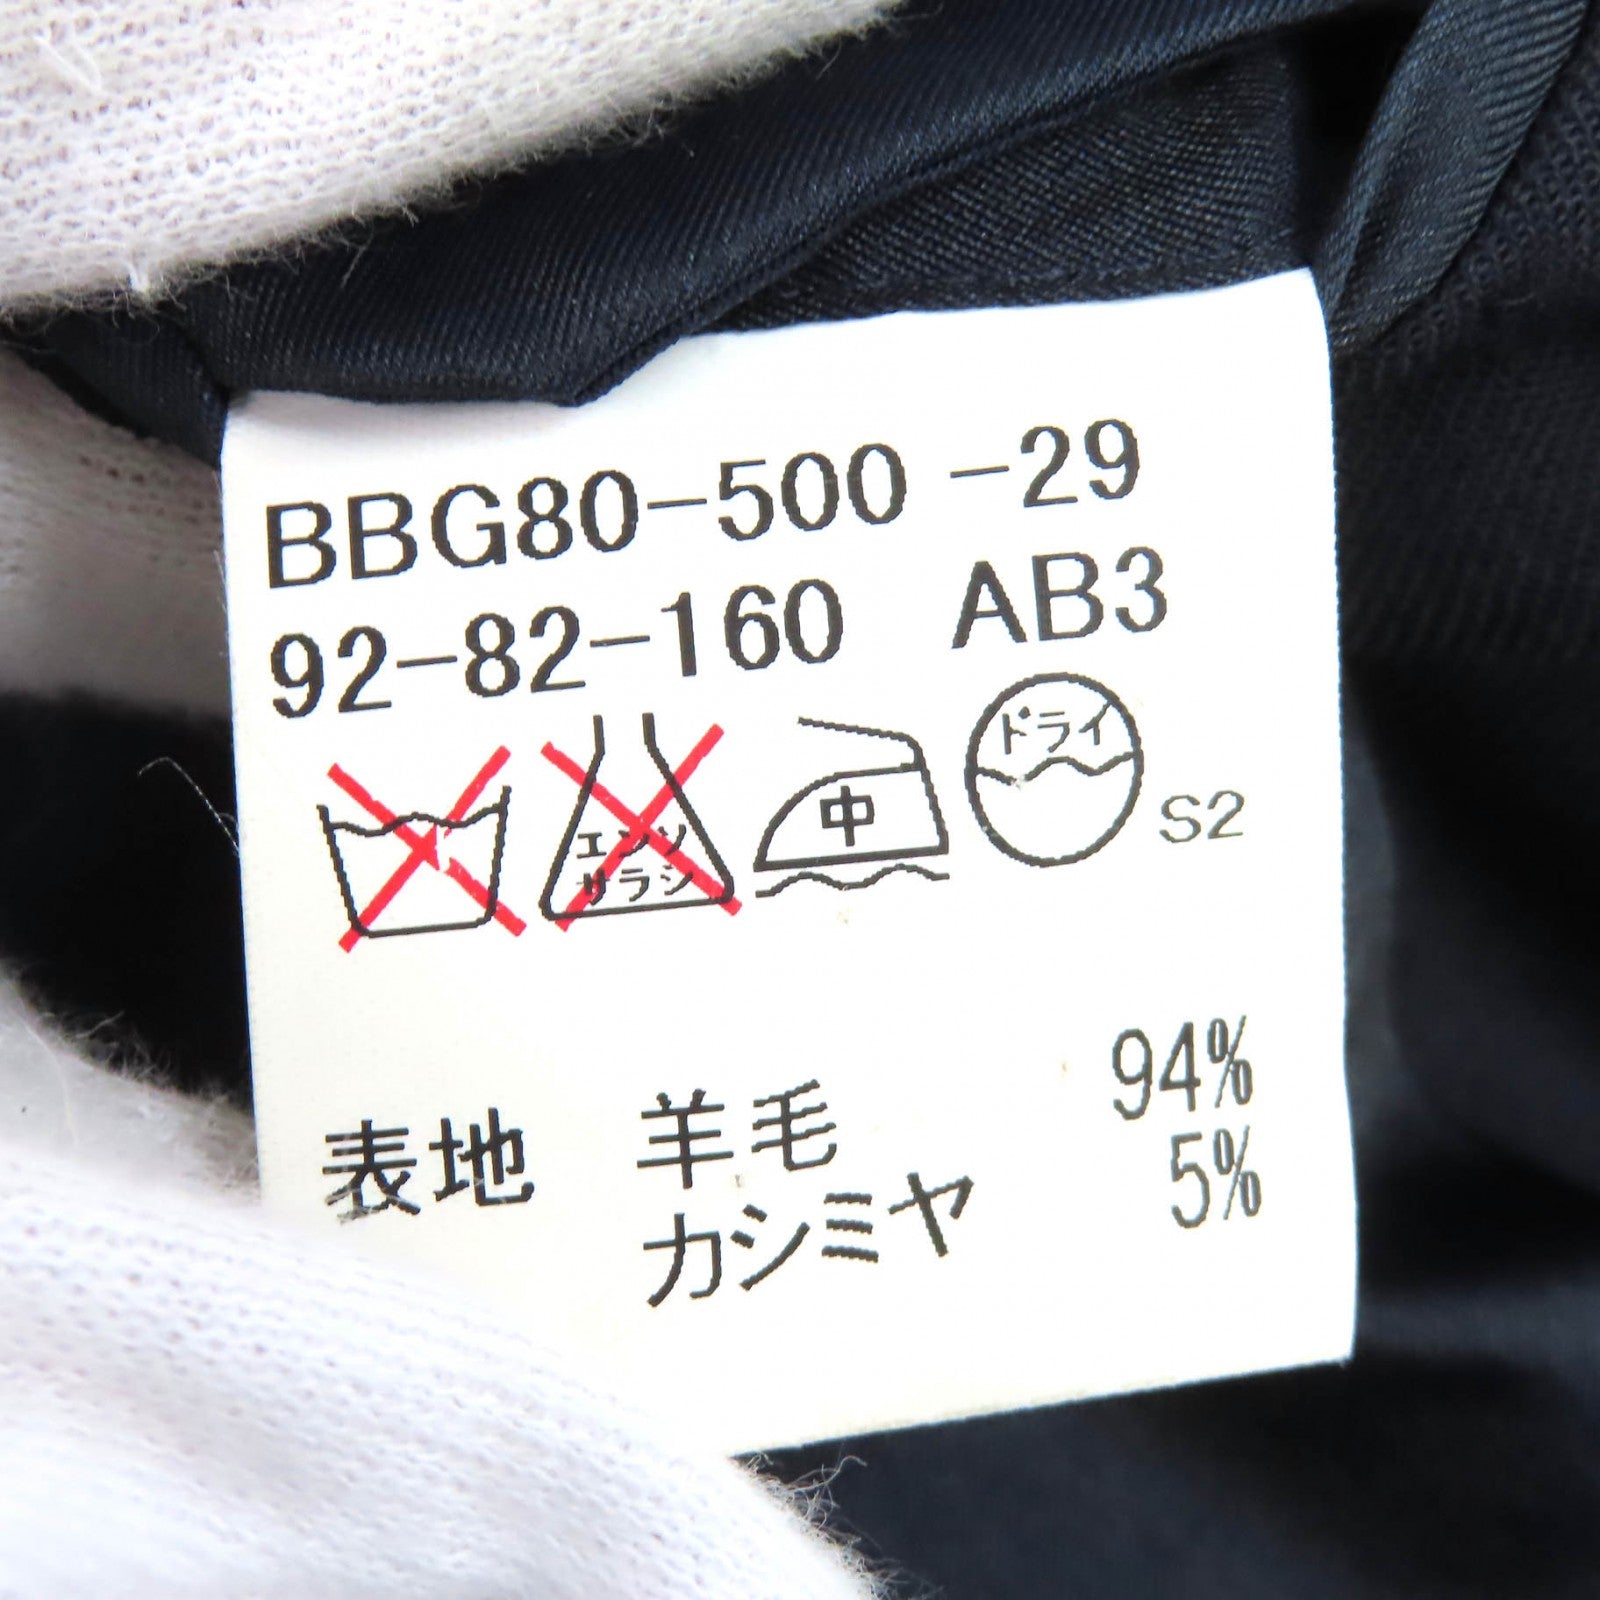 BBG80-500 -29
92-82-160 AB3
エンソ
サラシ
中
ドライ
S2
表地 羊毛 94%
カシミヤ 5%